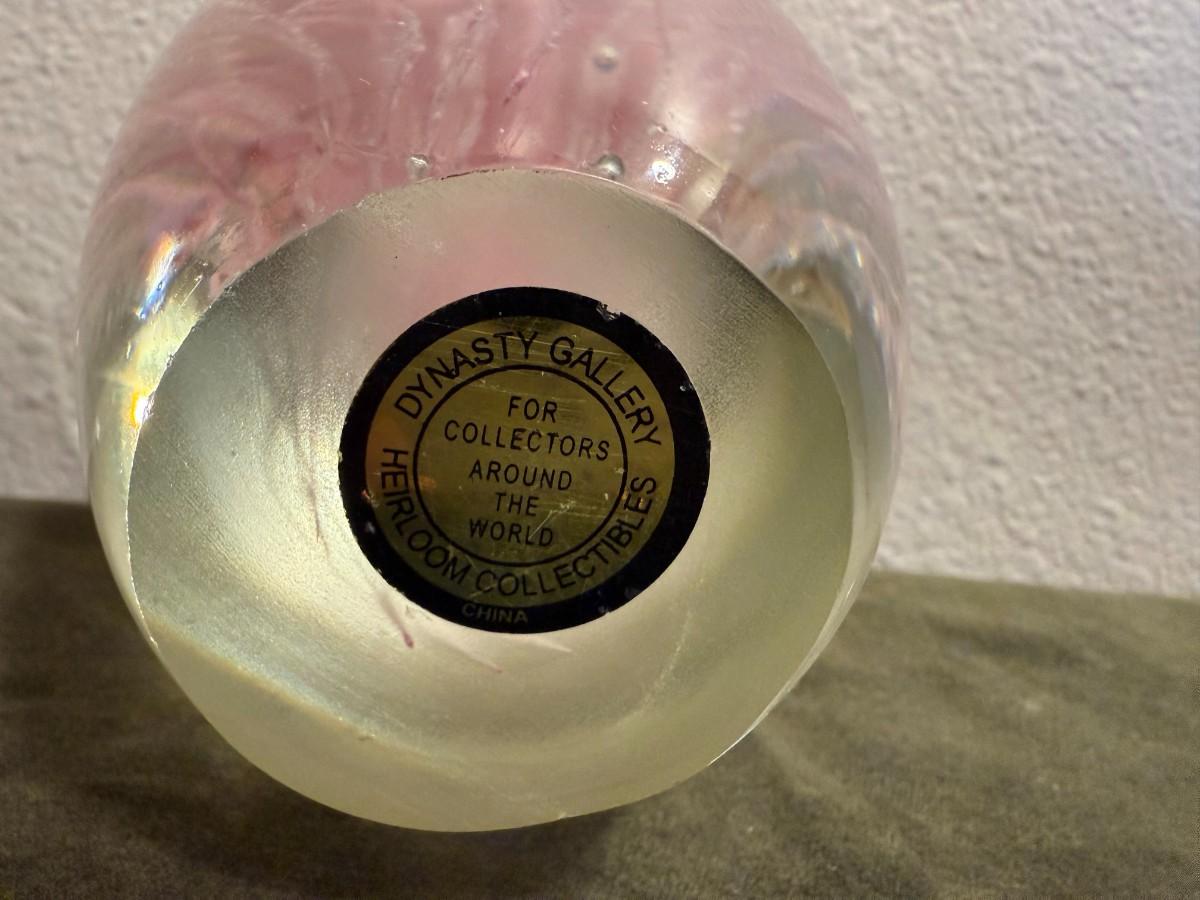 DYNASTY GALLERY
FOR
COLLECTORS
AROUND
THE
WORLD
HEIRLOOM COLLECTIBLES
CHINA